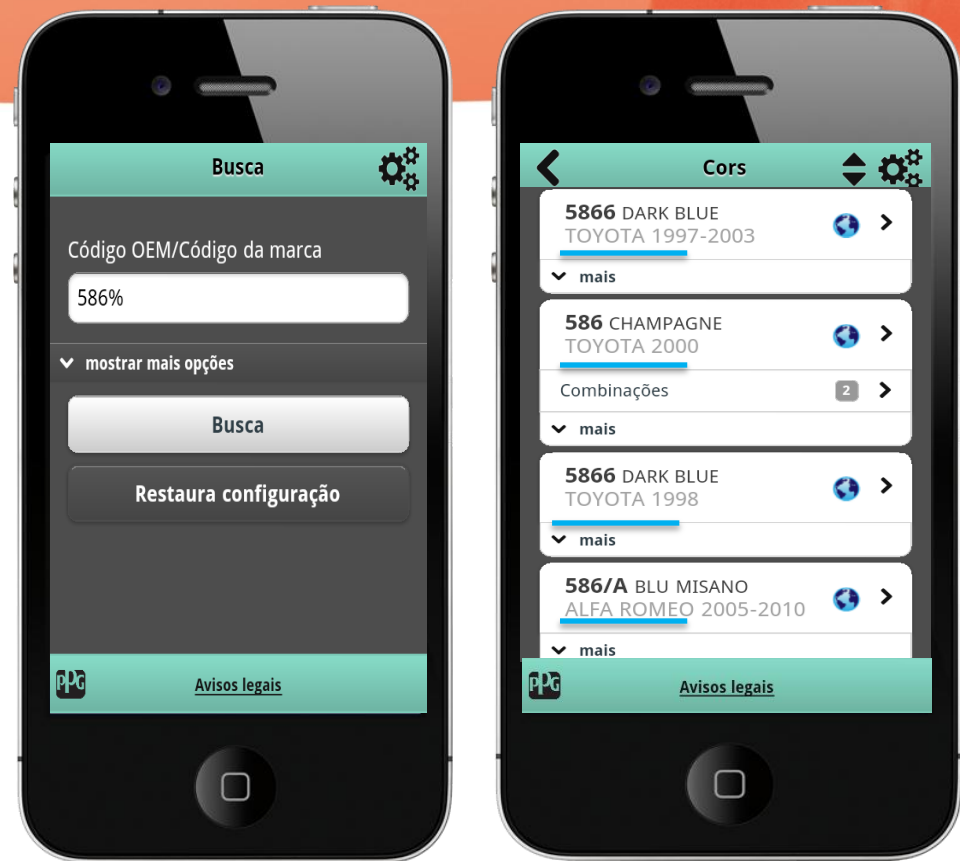 Busca
Código OEM/Código da marca
586%
mostrar mais opções
Busca
Restaura configuração
PPG
Avisos legais
Cors
5866 DARK BLUE
TOYOTA 1997-2003
mais
586 CHAMPAGNE
TOYOTA 2000
Combinações 2
mais
5866 DARK BLUE
TOYOTA 1998
mais
586/A BLU MISANO
ALFA ROMEO 2005-2010
mais
PPG
Avisos legais